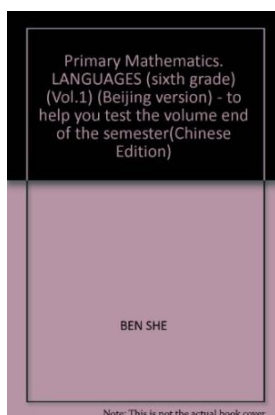 Primary Mathematics.
LANGUAGES (sixth grade)
(Vol.1) (Beijing version) - to
help you test the volume end
of the semester(Chinese
Edition)
BEN SHE
Note: This is not the actual book cover